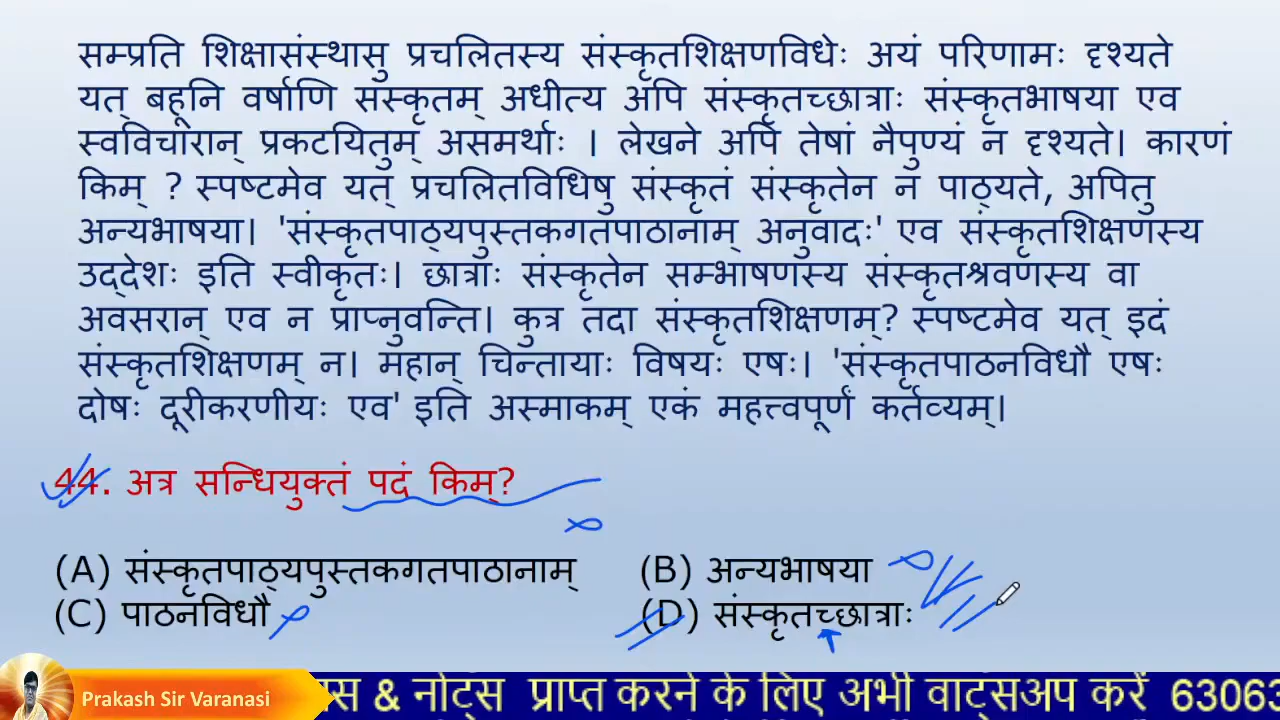 सम्प्रति शिक्षासंस्थासु प्रचलितस्य संस्कृतशिक्षणविधेः अयं परिणामः दृश्यते
यत् बहूनि वर्षाणि संस्कृतम् अधीत्य अपि संस्कृतच्छात्राः संस्कृतभाषया एव
स्वविचारान् प्रकटयितुम् असमर्थाः । लेखने अपि तेषां नैपुण्यं न दृश्यते। कारणं
किम् ? स्पष्टमेव यत् प्रचलितविधिषु संस्कृतं संस्कृतेन न पाठ्यते, अपितु
अन्यभाषया। 'संस्कृतपाठ्यपुस्तकगतपाठानाम् अनुवादः' एव संस्कृतशिक्षणस्य
उद्देशः इति स्वीकृतः। छात्राः संस्कृतेन सम्भाषणस्य संस्कृतश्रवणस्य वा
अवसरान् एव न प्राप्नुवन्ति। कुत्र तदा संस्कृतशिक्षणम्? स्पष्टमेव यत् इदं
संस्कृतशिक्षणम् न। महान् चिन्तायाः विषयः एषः। 'संस्कृतपाठनविधौ एषः
दोषः दूरीकरणीयः एव' इति अस्माकम् एकं महत्त्वपूर्णं कर्तव्यम्।
44. अत्र सन्धियुक्तं पदं किम्?
(A) संस्कृतपाठ्यपुस्तकगतपाठानाम् (B) अन्यभाषया
(C) पाठनविधौ (D) संस्कृतच्छात्राः
Prakash Sir Varanasi & नोट्स प्राप्त करने के लिए अभी वाट्सअप करें 6306